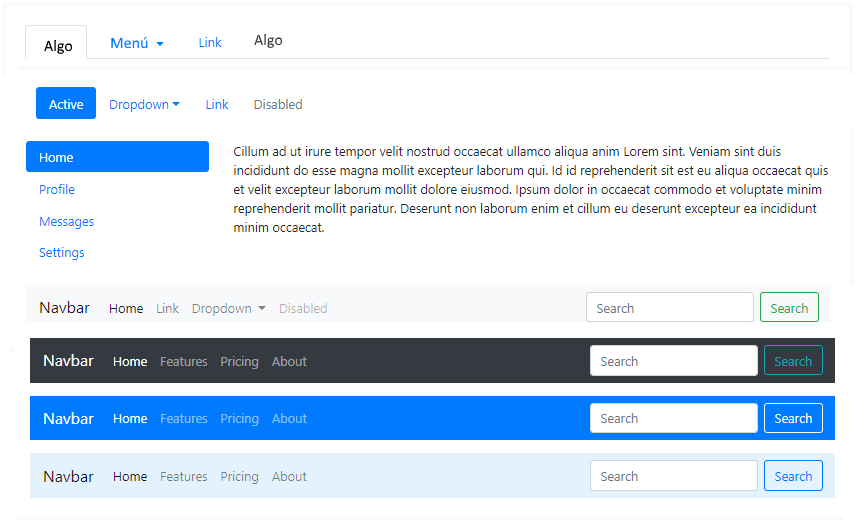 Algo Menú Link Algo
Active Dropdown Link Disabled
Home
Profile
Messages
Settings
Cillum ad ut irure tempor velit nostrud occaecat ullamco aliqua anim Lorem sint. Veniam sint duis
incididunt do esse magna mollit excepteur laborum qui. Id id reprehenderit sit est eu aliqua occaecat quis
et velit excepteur laborum mollit dolore eiusmod. Ipsum dolor in occaecat commodo et voluptate minim
reprehenderit mollit pariatur. Deserunt non laborum enim et cillum eu deserunt excepteur ea incididunt
minim occaecat.
Navbar Home Link Dropdown Disabled Search Search
Navbar Home Features Pricing About Search Search
Navbar Home Features Pricing About Search Search
Navbar Home Features Pricing About Search Search